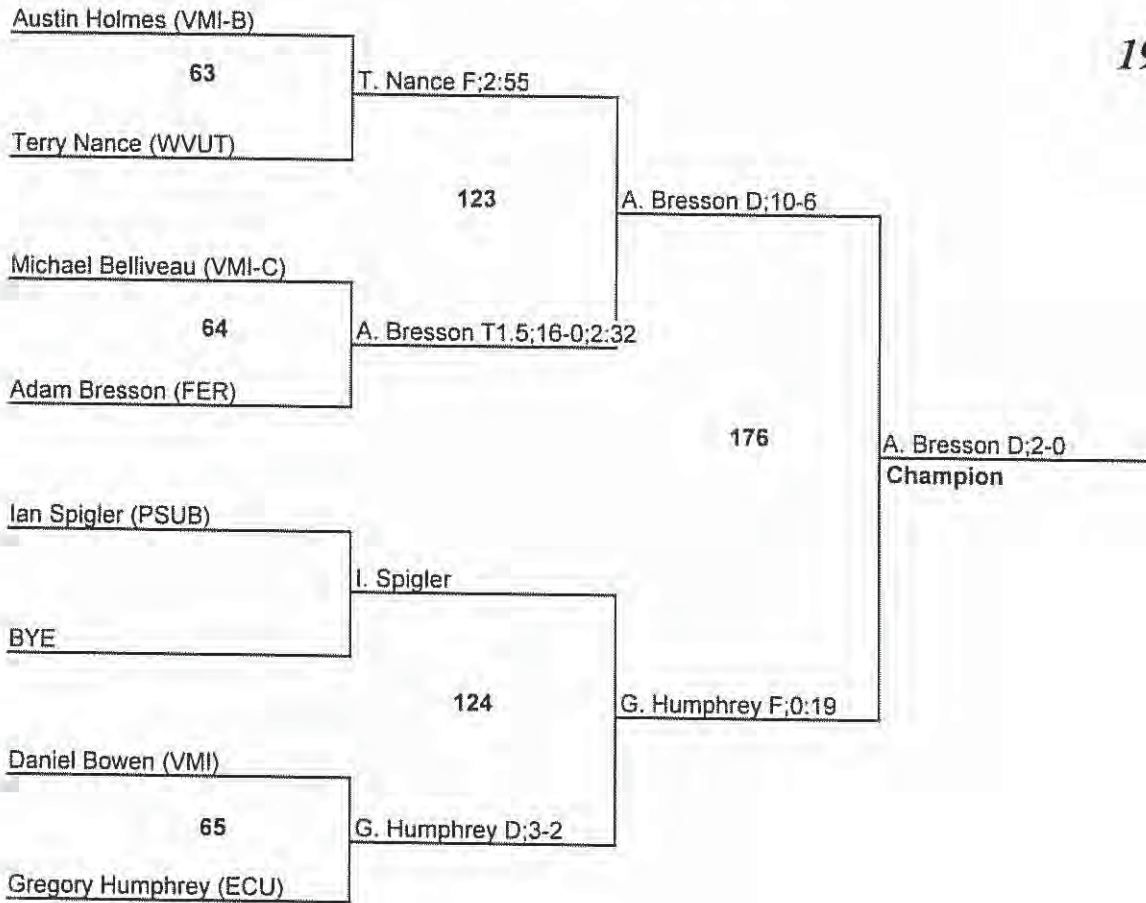 Austin Holmes (VMI-B)
19
63
T. Nance F;2:55
Terry Nance (WVUT)
123
A. Bresson D;10-6
Michael Belliveau (VMI-C)
64
A. Bresson T1.5;16-0;2:32
Adam Bresson (FER)
176
A. Bresson D;2-0
Champion
Ian Spigler (PSUB)
I. Spigler
BYE
124
G. Humphrey F;0:19
Daniel Bowen (VMI)
65
G. Humphrey D;3-2
Gregory Humphrey (ECU)